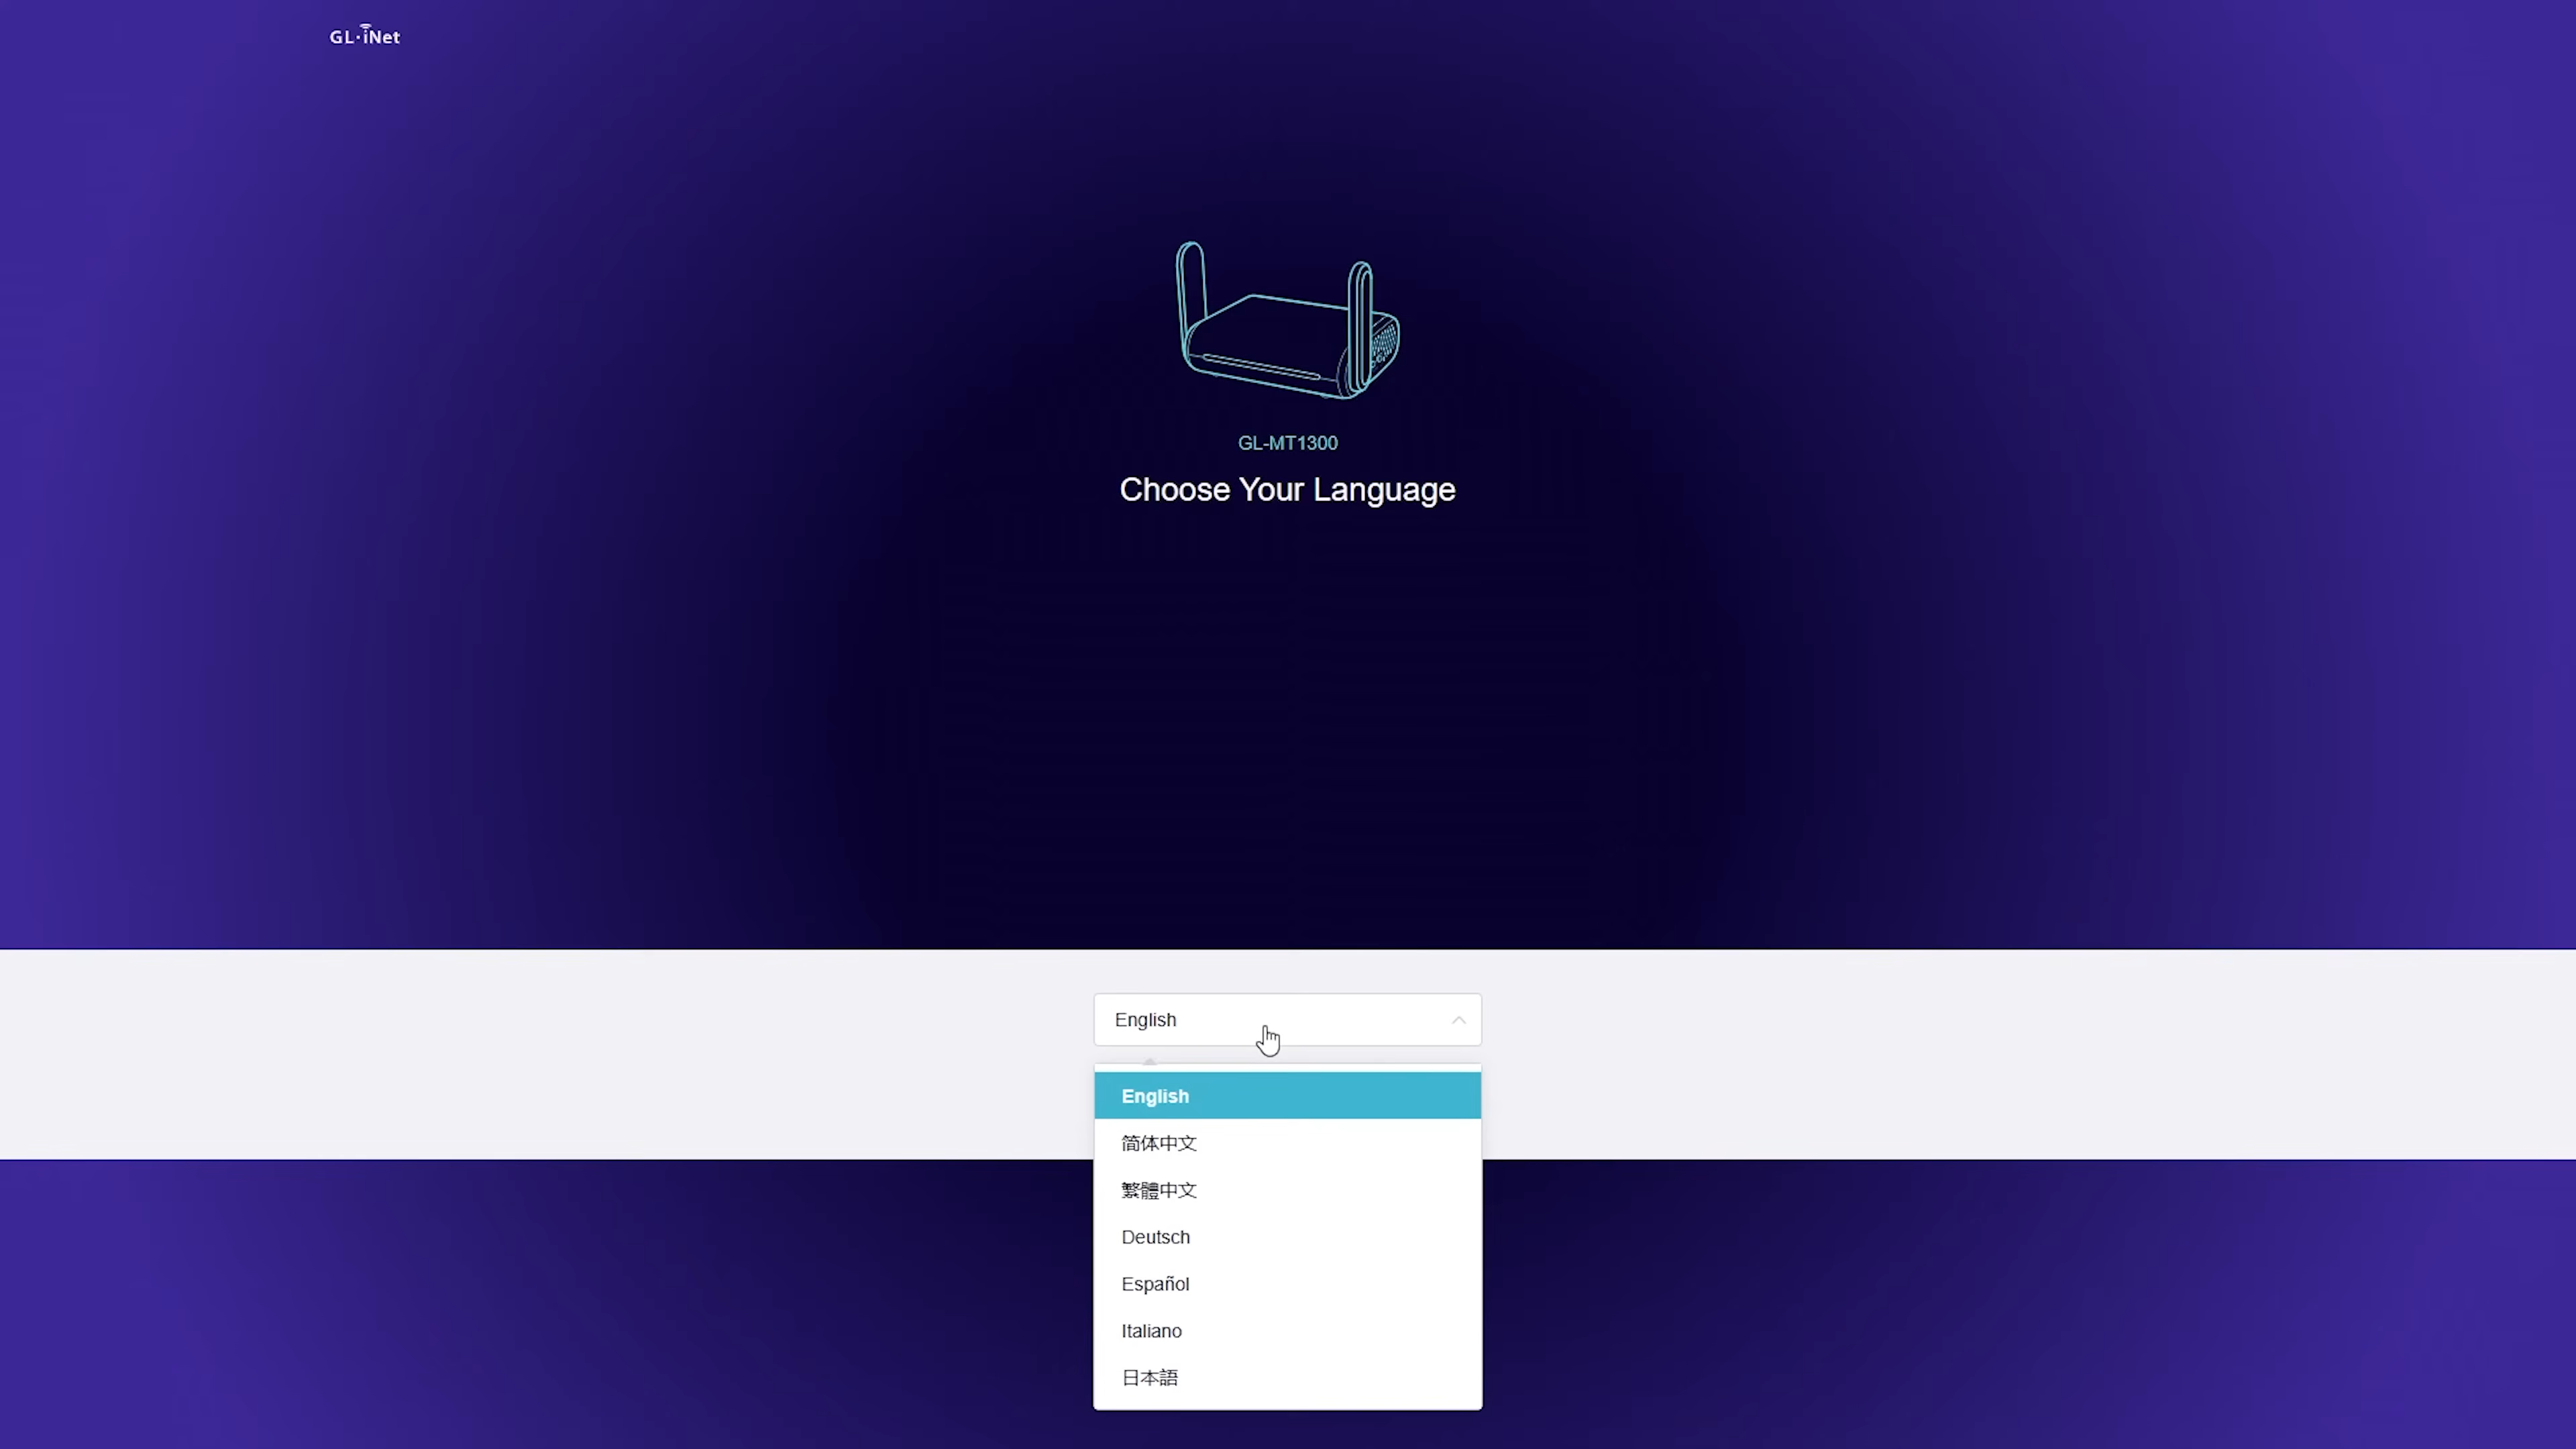 GL·iNet
GL-MT1300
Choose Your Language
English
English
简体中文
繁體中文
Deutsch
Español
Italiano
日本語